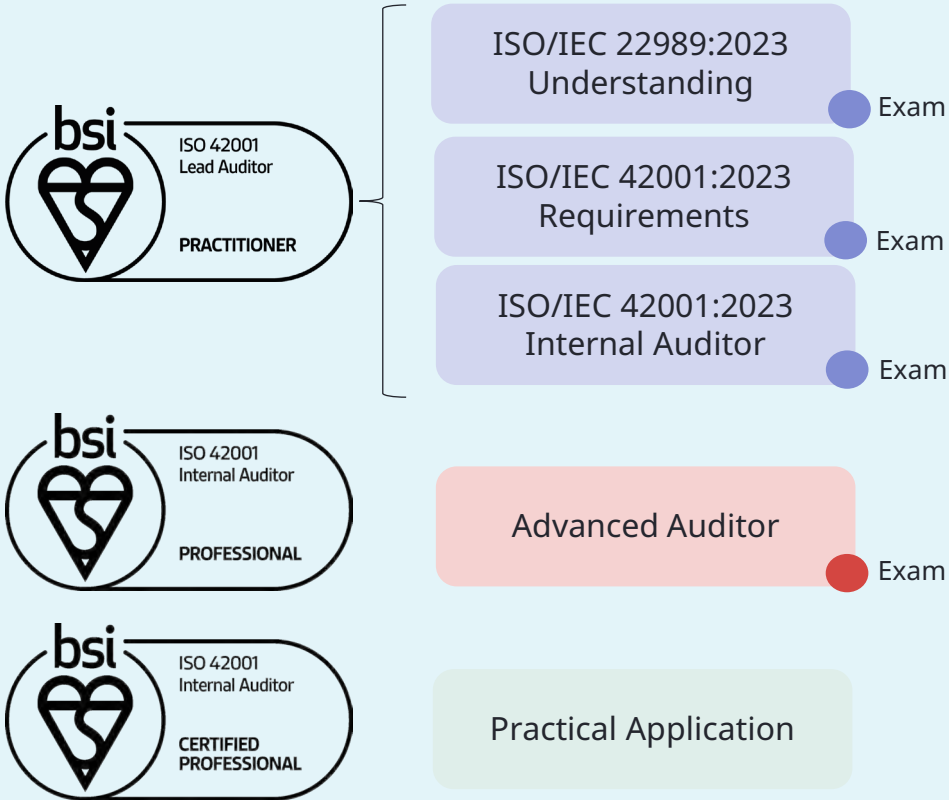 ISO/IEC 22989:2023
Understanding
Exam
bsi
ISO 42001
Lead Auditor
PRACTITIONER
ISO/IEC 42001:2023
Requirements
Exam
ISO/IEC 42001:2023
Internal Auditor
Exam
bsi
ISO 42001
Internal Auditor
PROFESSIONAL
Advanced Auditor
Exam
bsi
ISO 42001
Internal Auditor
CERTIFIED
PROFESSIONAL
Practical Application